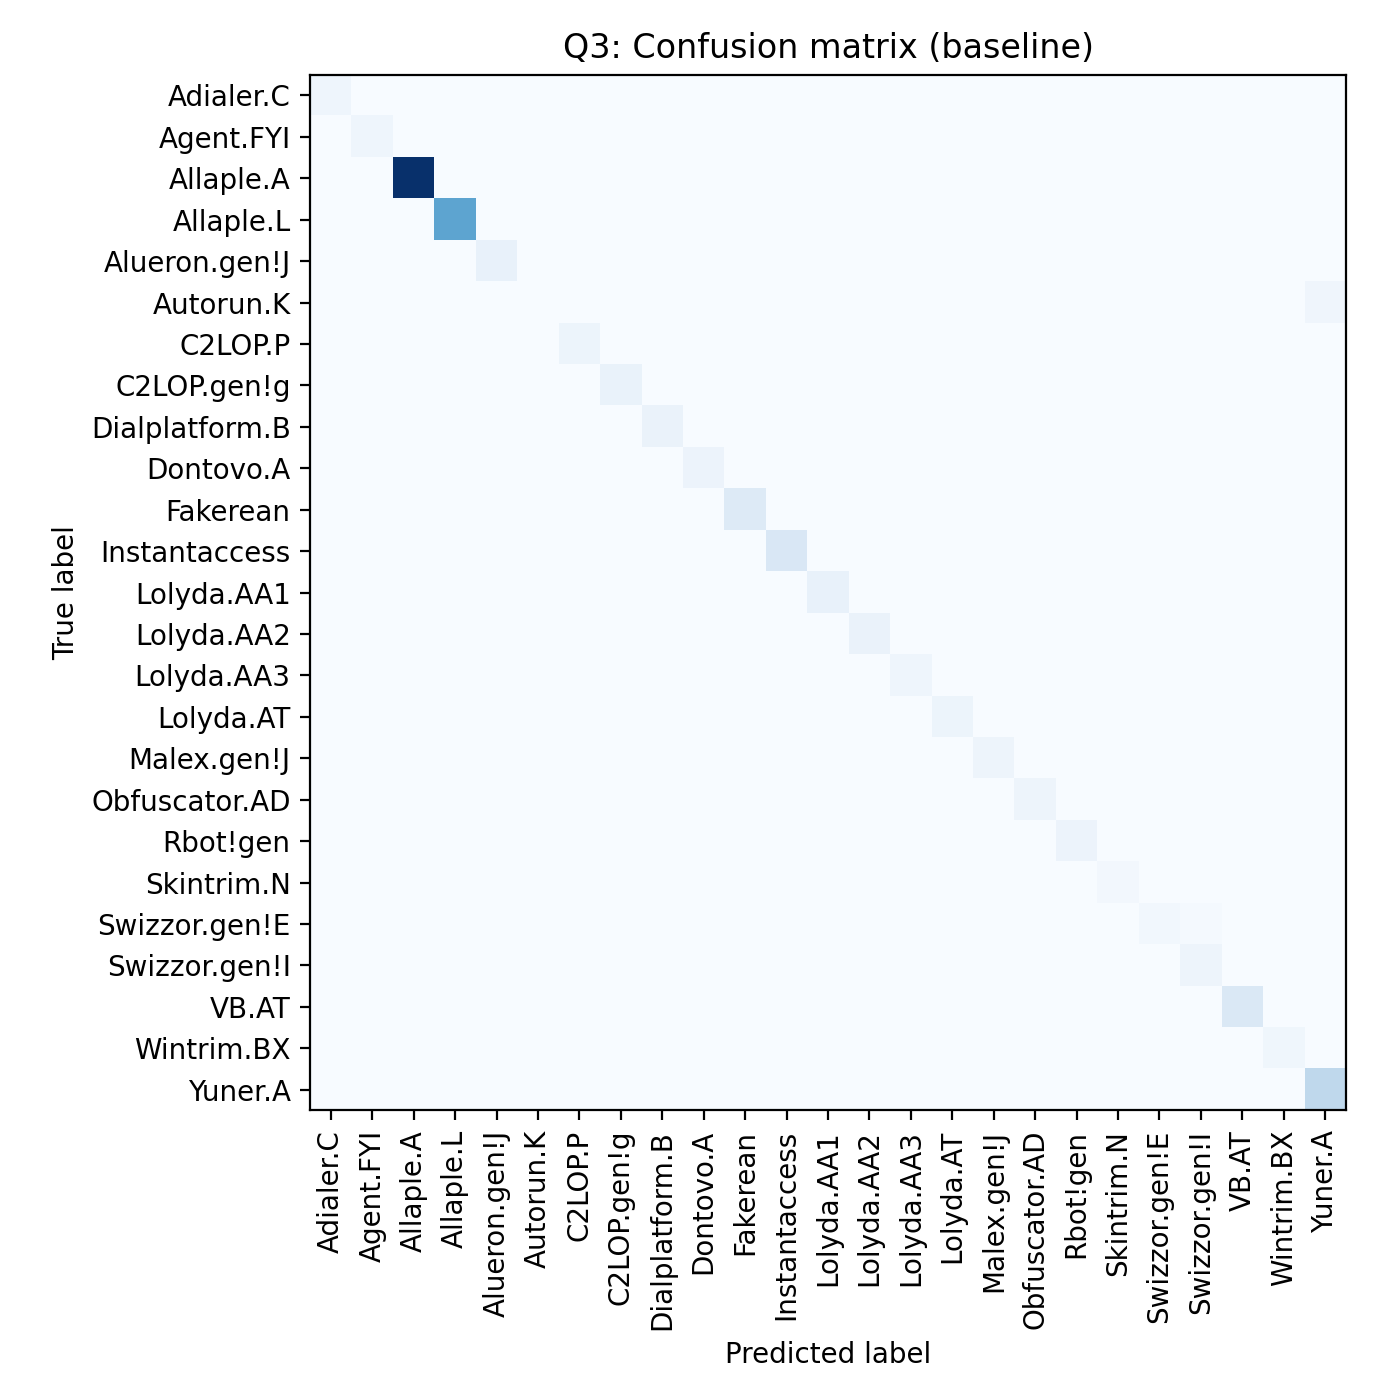 Q3: Confusion matrix (baseline)
Adialer.C
Agent.FYI
Allaple.A
Allaple.L
Alueron.gen!J
Autorun.K
C2LOP.P
C2LOP.gen!g
Dialplatform.B
Dontovo.A
Fakerean
Instantaccess
Lolyda.AA1
Lolyda.AA2
Lolyda.AA3
Lolyda.AT
Malex.gen!J
Obfuscator.AD
Rbot!gen
Skintrim.N
Swizzor.gen!E
Swizzor.gen!I
VB.AT
Wintrim.BX
Yuner.A
True label
Adialer.C
Agent.FYI
Allaple.A
Allaple.L
Alueron.gen!J
Autorun.K
C2LOP.P
C2LOP.gen!g
Dialplatform.B
Dontovo.A
Fakerean
Instantaccess
Lolyda.AA1
Lolyda.AA2
Lolyda.AA3
Lolyda.AT
Malex.gen!J
Obfuscator.AD
Rbot!gen
Skintrim.N
Swizzor.gen!E
Swizzor.gen!I
VB.AT
Wintrim.BX
Yuner.A
Predicted label